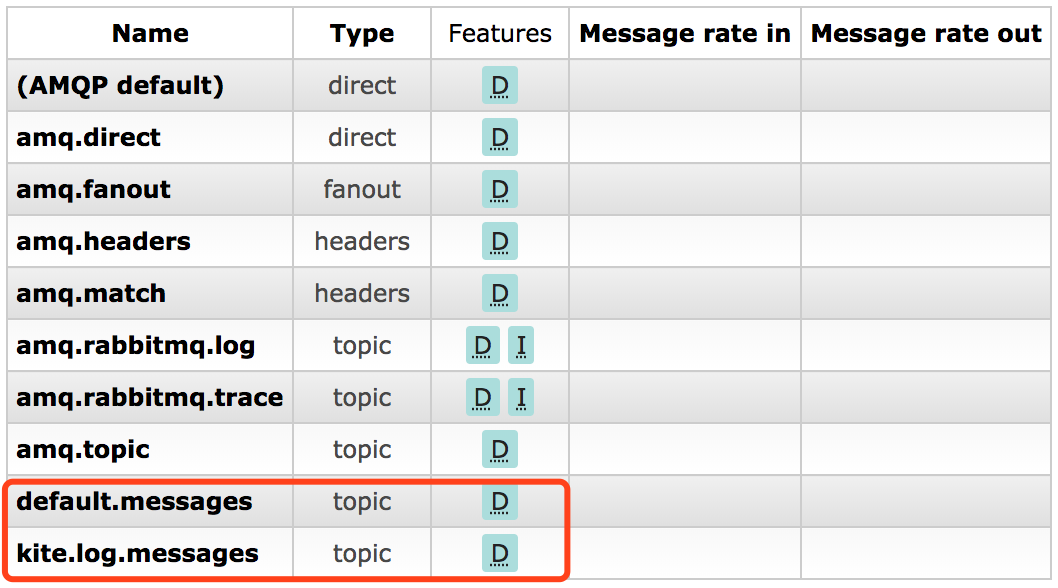 Name Type Features Message rate in Message rate out
(AMQP default) direct D
amq.direct direct D
amq.fanout fanout D
amq.headers headers D
amq.match headers D
amq.rabbitmq.log topic D I
amq.rabbitmq.trace topic D I
amq.topic topic D
default.messages topic D
kite.log.messages topic D